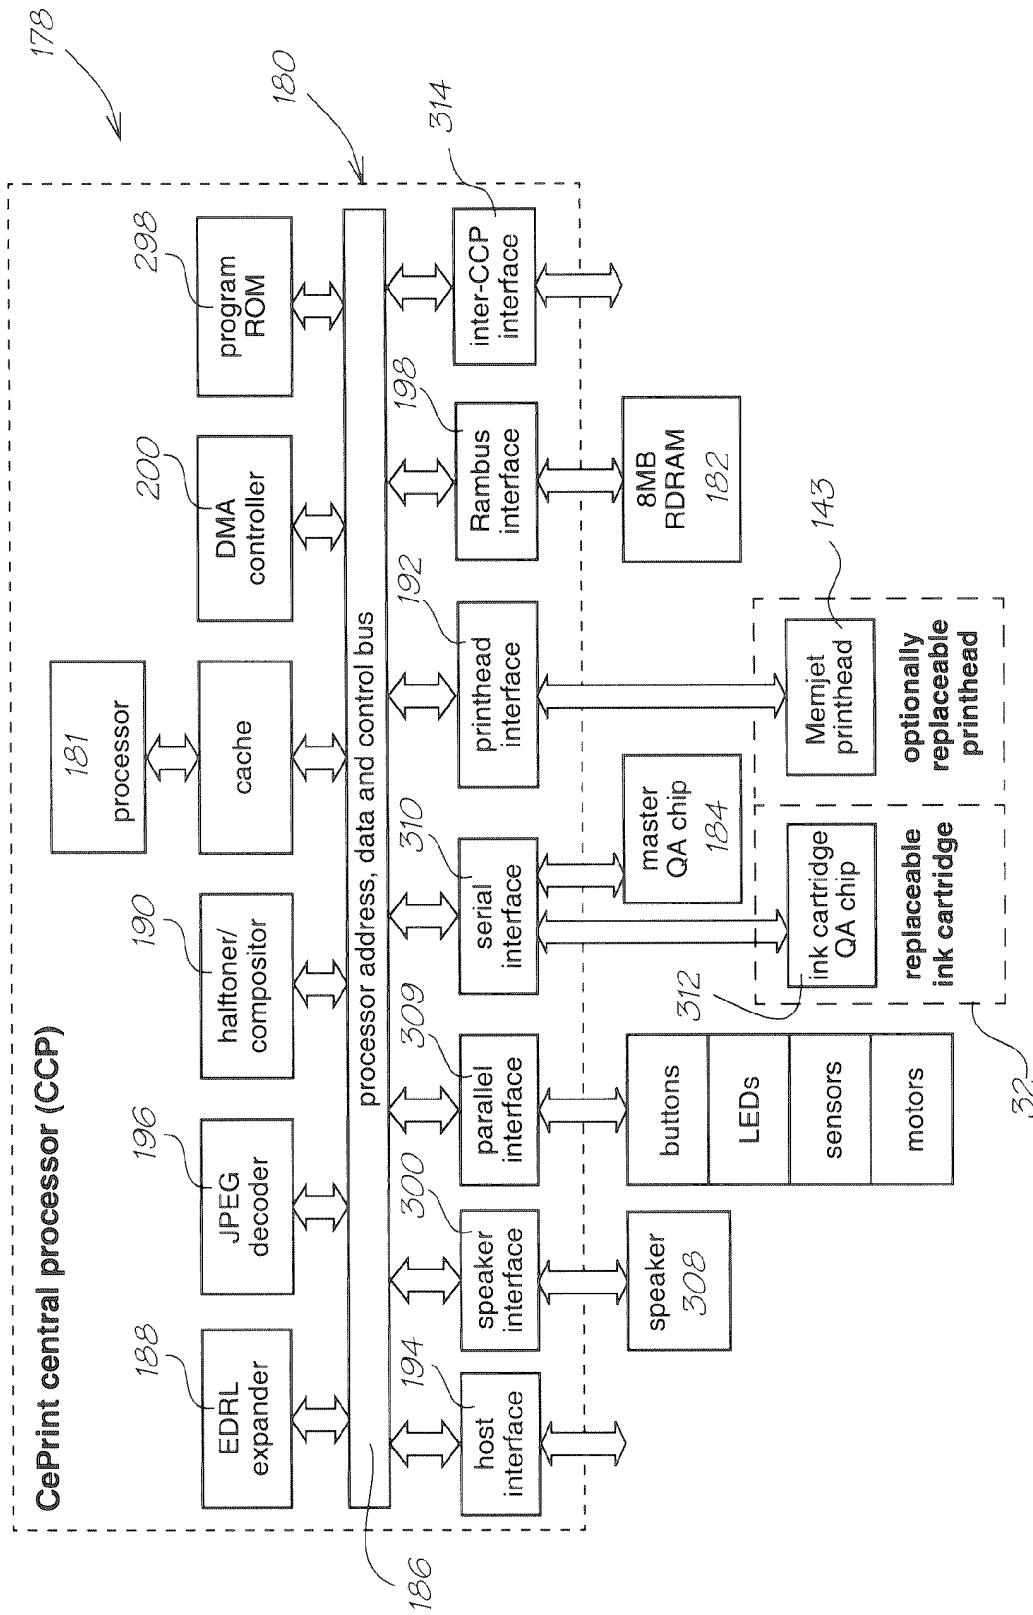 178
CePrint central processor (CCP)
180
181
processor
188
EDRL
expander
196
JPEG
decoder
190
halftoner/
compositor
cache
200
DMA
controller
298
program
ROM
186
processor address, data and control bus
194
host
interface
300
speaker
interface
309
parallel
interface
310
serial
interface
192
printhead
interface
198
Rambus
interface
314
inter-CCP
interface
speaker
308
buttons
LEDs
sensors
motors
master
QA chip
184
8MB
RDRAM
182
312
ink cartridge
QA chip
replaceable
ink cartridge
32
143
Memjet
printhead
optionally
replaceable
printhead